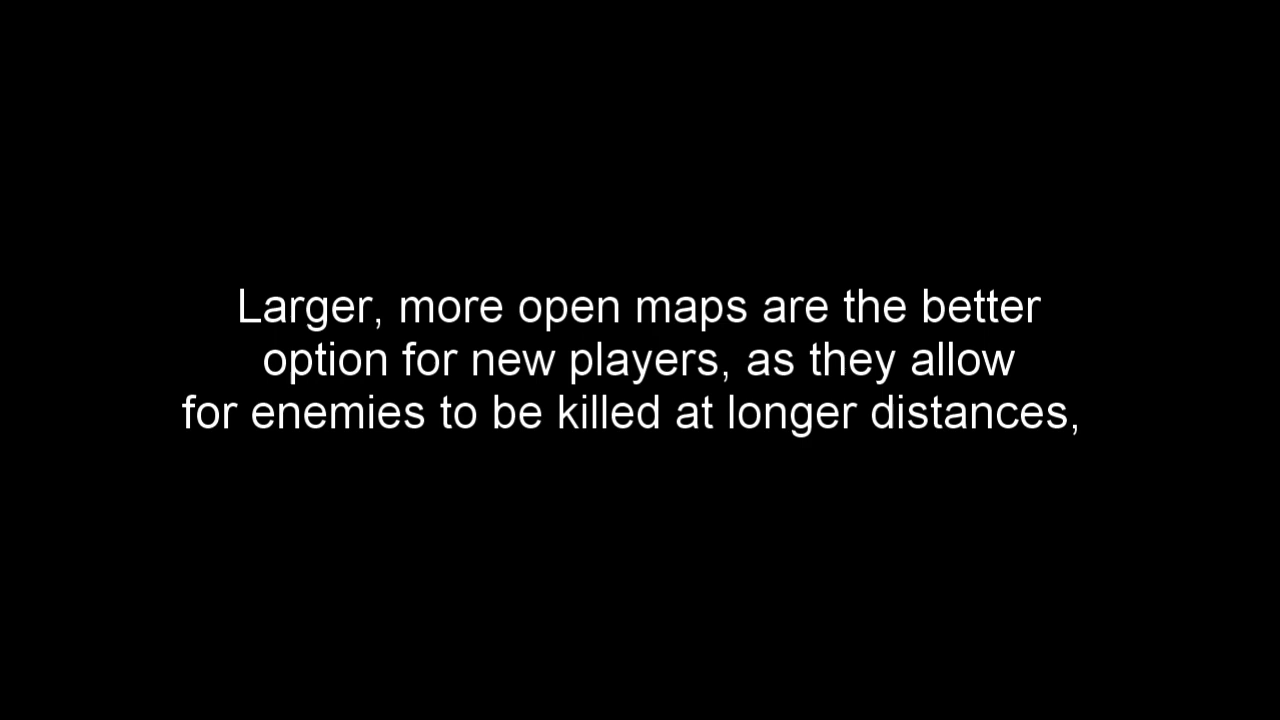 Larger, more open maps are the better
option for new players, as they allow
for enemies to be killed at longer distances,